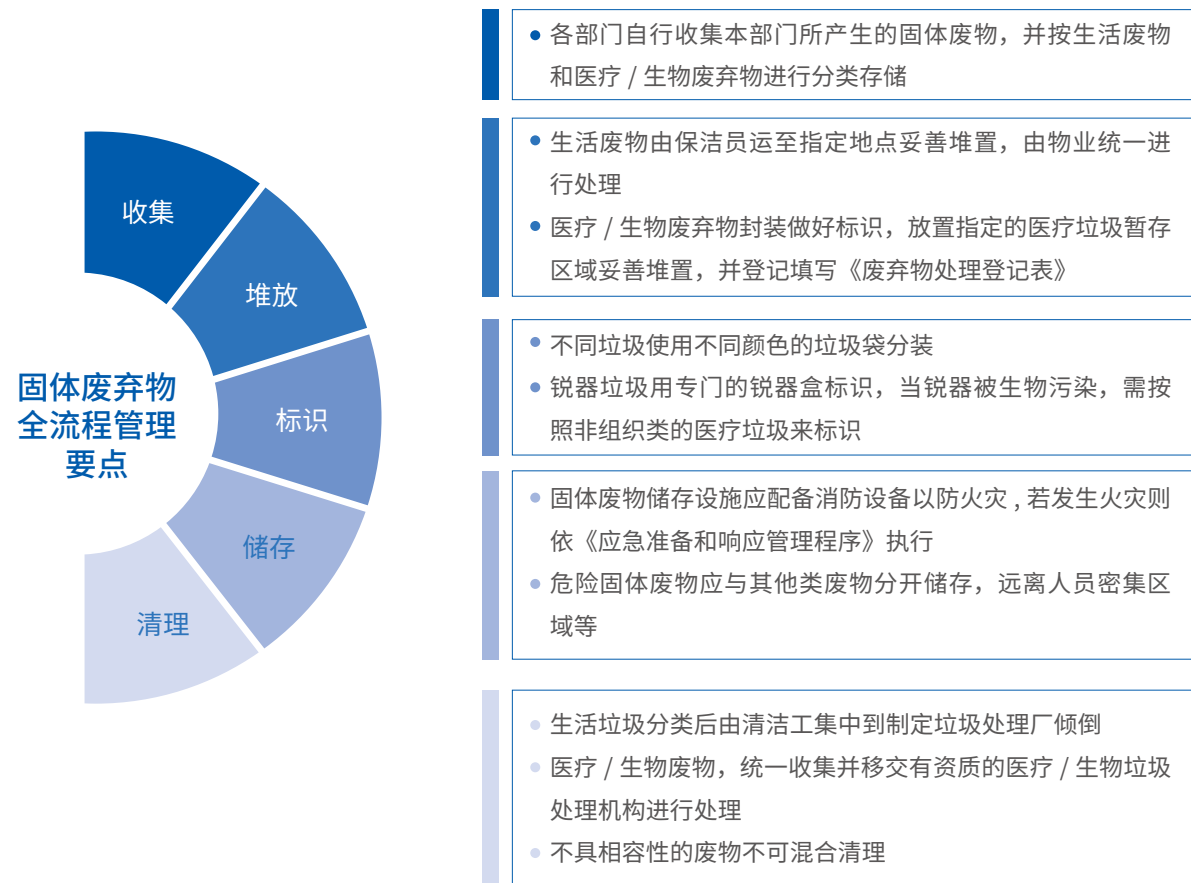 固体废弃物
全流程管理
要点
收集
各部门自行收集本部门所产生的固体废物，并按生活废物
和医疗 / 生物废弃物进行分类存储
堆放
生活废物由保洁员运至指定地点妥善堆置，由物业统一进
行处理
医疗 / 生物废弃物封装做好标识，放置指定的医疗垃圾暂存
区域妥善堆置，并登记填写《废弃物处理登记表》
标识
不同垃圾使用不同颜色的垃圾袋分装
锐器垃圾用专门的锐器盒标识，当锐器被生物污染，需按
照非组织类的医疗垃圾来标识
储存
固体废物储存设施应配备消防设备以防火灾 , 若发生火灾则
依《应急准备和响应管理程序》执行
危险固体废物应与其他类废物分开储存，远离人员密集区
域等
清理
生活垃圾分类后由清洁工集中到制定垃圾处理厂倾倒
医疗 / 生物废物，统一收集并移交有资质的医疗 / 生物垃圾
处理机构进行处理
不具相容性的废物不可混合清理